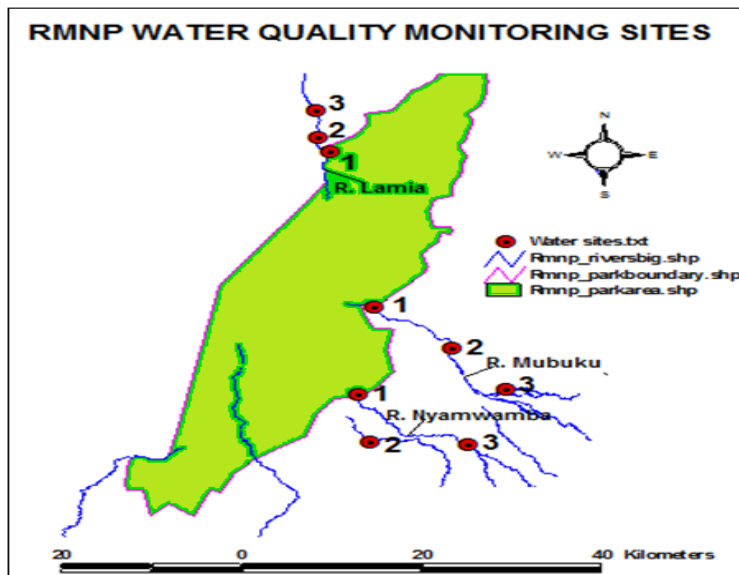 RMNP WATER QUALITY MONITORING SITES
3
2
1
R. Lamia
N
W E
S
Water sites.txt
Rmnp_riversbig.shp
Rmnp_parkboundary.shp
Rmnp_parkarea.shp
1
2
R. Mubuku
3
1
R. Nyamwamba
2
3
20 0 20 40 Kilometers